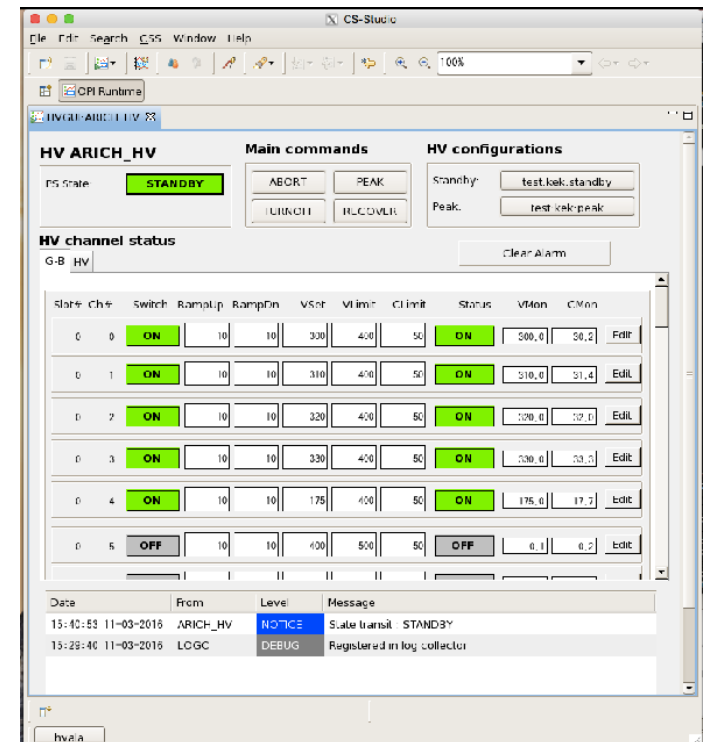 CS-Studio
File Edit Search CSS Window Help
100%
OPI Runtime
HVGUI-ARICH_HV
HV ARICH_HV
Main commands
HV configurations
PS State:
STANDBY
ABORT
PEAK
Standby:
test.kek.standby
TURNOFF
RECOVER
Peak:
test.kek.peak
HV channel status
Clear Alarm
G-B HV
Slot# Ch# Switch RampUp RampDn VSet VLimit CLimit Status VMon CMon
0 0 ON 10 10 300 400 50 ON 300.0 30.2 Edit
0 1 ON 10 10 310 400 50 ON 310.0 31.4 Edit
0 2 ON 10 10 320 400 50 ON 320.0 32.0 Edit
0 3 ON 10 10 330 400 50 ON 330.0 33.3 Edit
0 4 ON 10 10 175 400 50 ON 175.0 17.7 Edit
0 5 OFF 10 10 400 500 50 OFF 0.1 0.2 Edit
Date From Level Message
15:40:53 11-03-2016 ARICH_HV NOTICE State transit : STANDBY
15:29:40 11-03-2016 LOGC DEBUG Registered in log collector